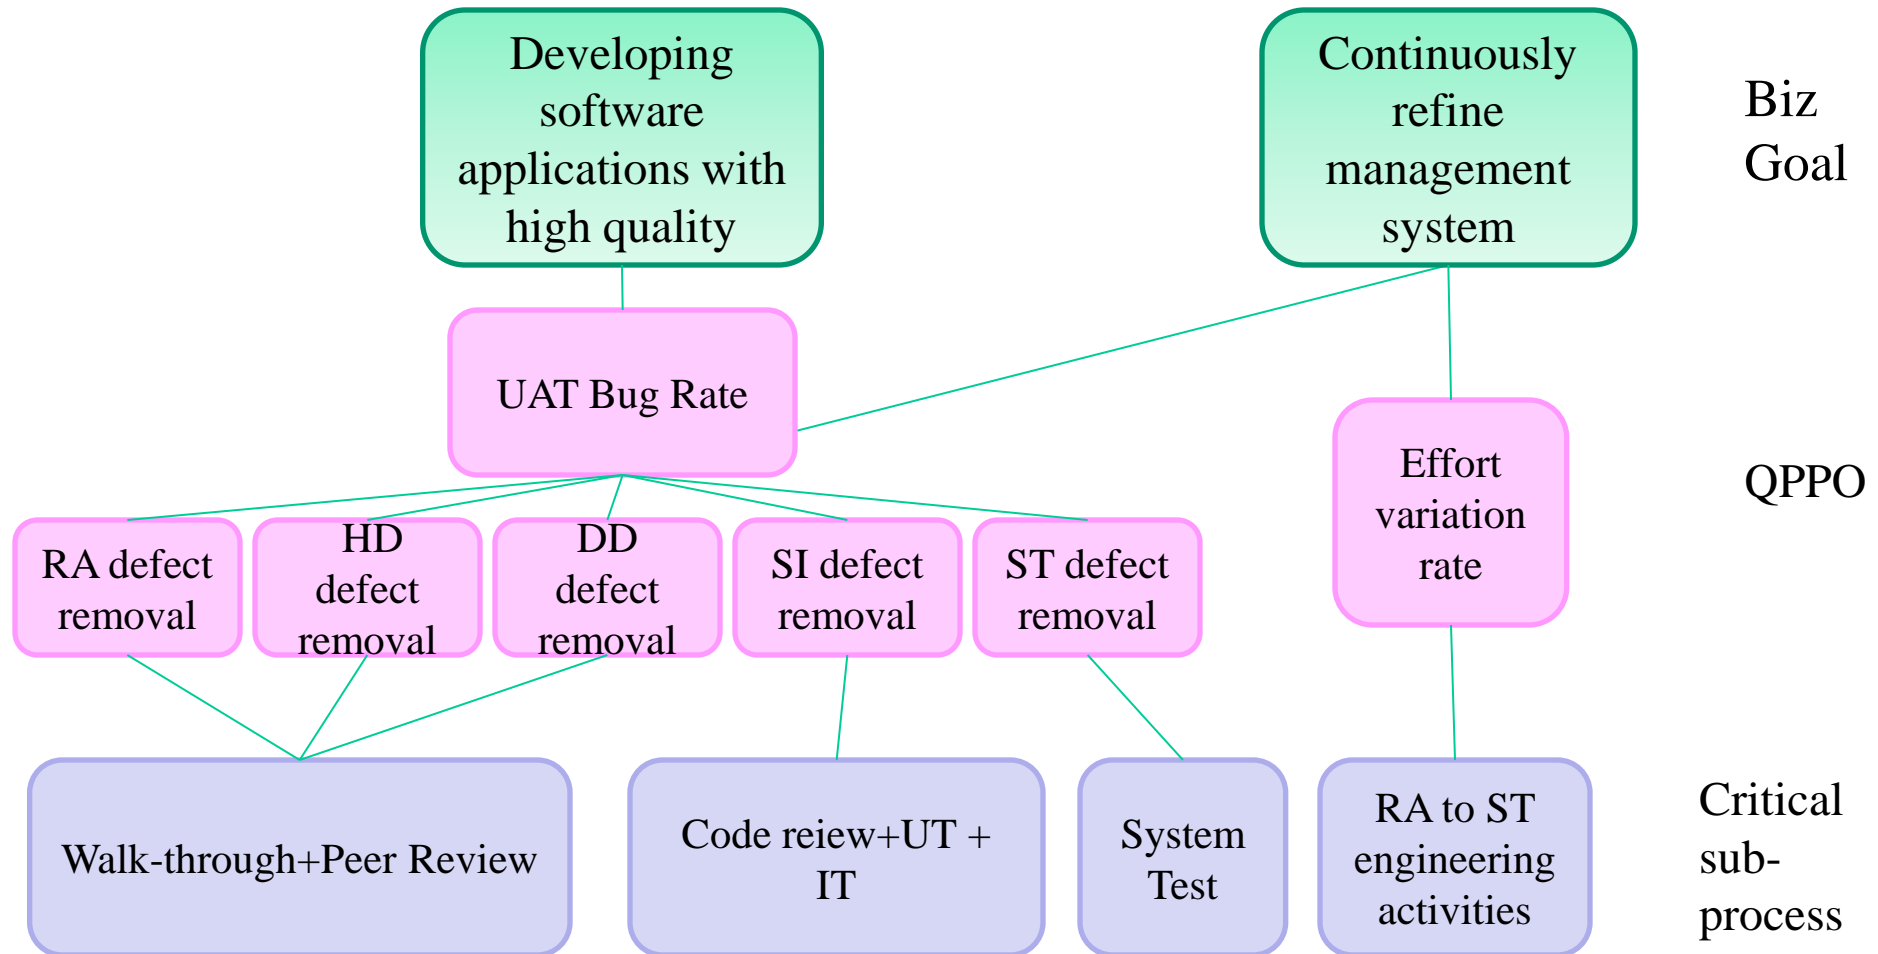 Developing
software
applications with
high quality
Continuously
refine
management
system
Biz
Goal
UAT Bug Rate
Effort
variation
rate
QPPO
RA defect
removal
HD
defect
removal
DD
defect
removal
SI defect
removal
ST defect
removal
Walk-through+Peer Review
Code reiew+UT +
IT
System
Test
RA to ST
engineering
activities
Critical
sub-
process